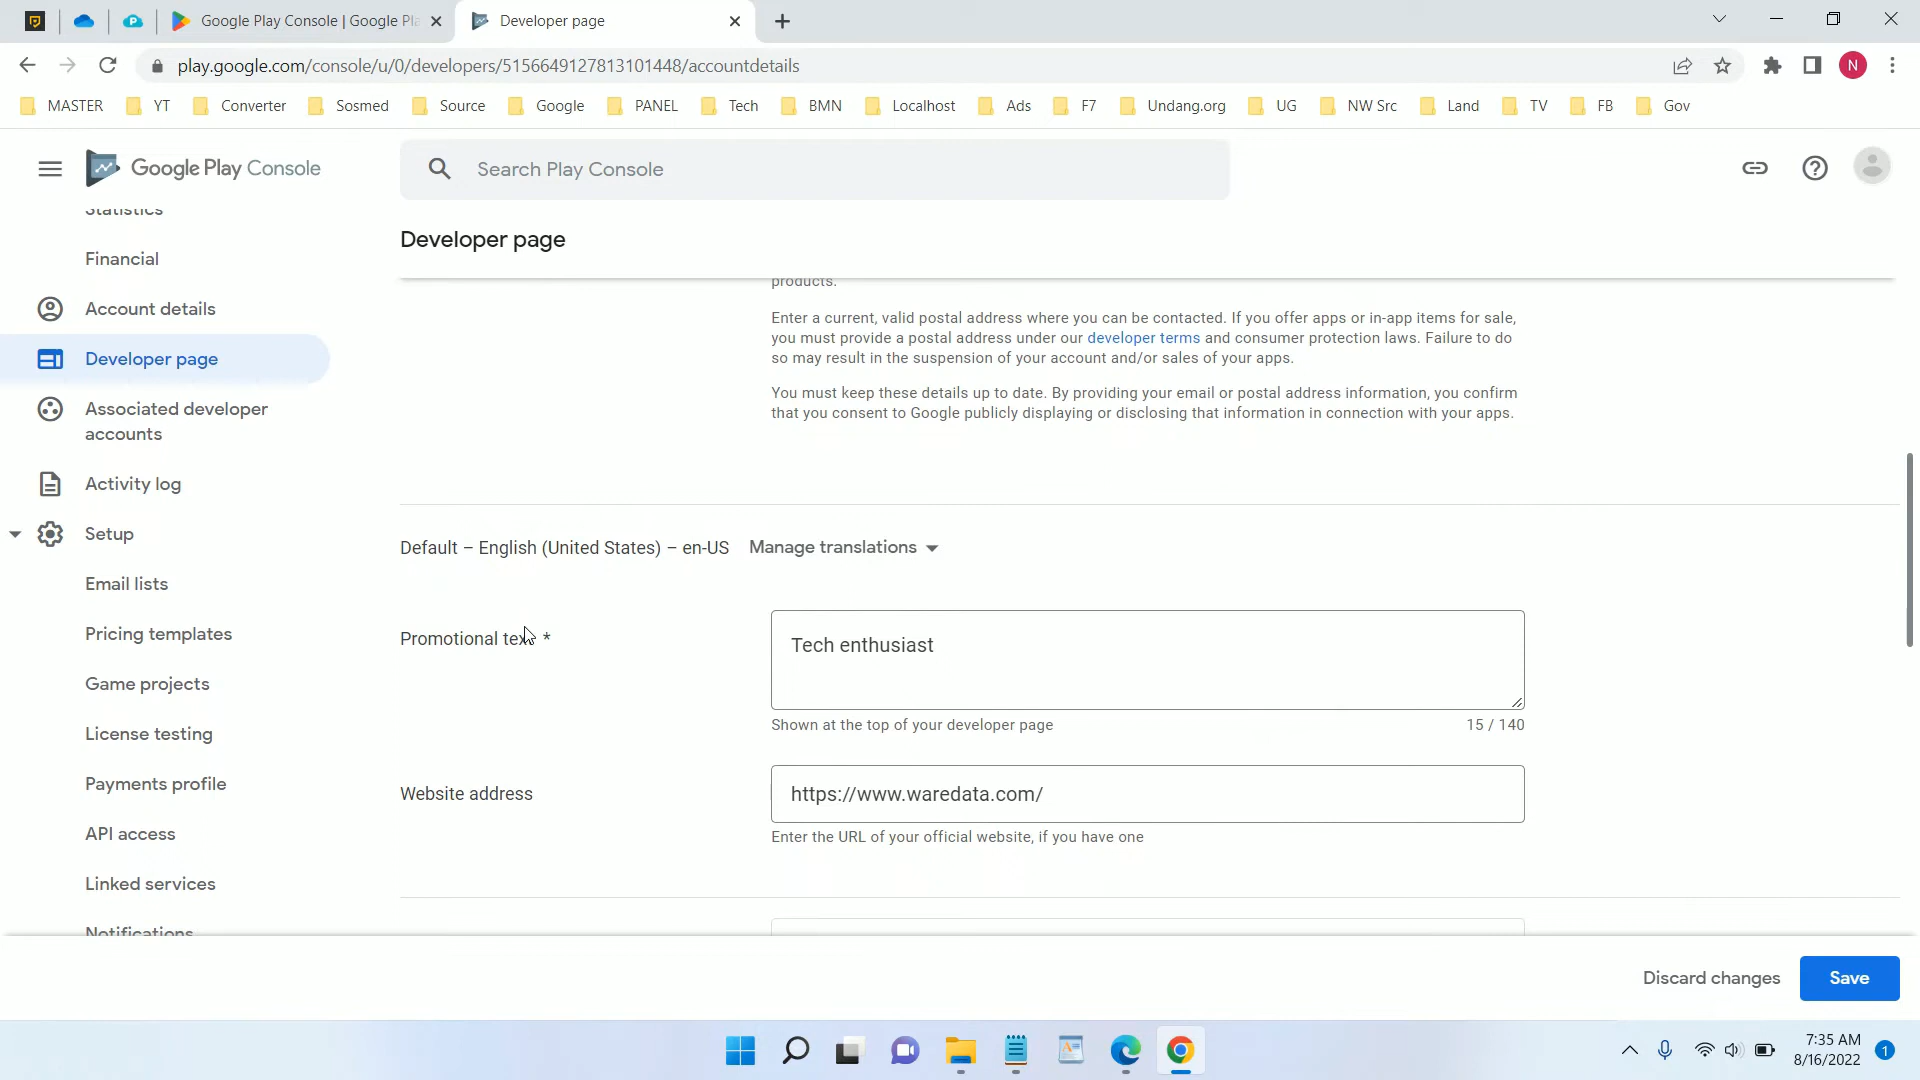 Google Play Console | Google Pla
Developer page
play.google.com/console/u/0/developers/5156649127813101448/accountdetails
N
MASTER
YT
Converter
Sosmed
Source
Google
PANEL
Tech
BMN
Localhost
Ads
F7
Undang.org
UG
NW Src
Land
TV
FB
Gov
Google Play Console
Search Play Console
Statistics
Financial
Account details
Developer page
Associated developer
accounts
Activity log
Setup
Email lists
Pricing templates
Game projects
License testing
Payments profile
API access
Linked services
Notifications
Developer page
products.
Enter a current, valid postal address where you can be contacted. If you offer apps or in-app items for sale,
you must provide a postal address under our developer terms and consumer protection laws. Failure to do
so may result in the suspension of your account and/or sales of your apps.
You must keep these details up to date. By providing your email or postal address information, you confirm
that you consent to Google publicly displaying or disclosing that information in connection with your apps.
Default – English (United States) – en-US
Manage translations
Promotional text *
Tech enthusiast
Shown at the top of your developer page
15 / 140
Website address
https://www.waredata.com/
Enter the URL of your official website, if you have one
Discard changes
Save
7:35 AM
8/16/2022
1